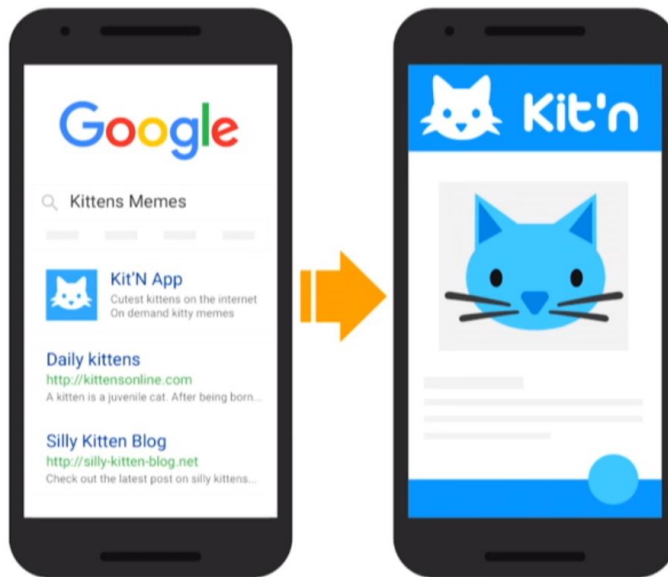 Google
Kittens Memes
Kit'N App
Cutest kittens on the internet
On demand kitty memes
Daily kittens
http://kittensonline.com
A kitten is a juvenile cat. After being born...
Silly Kitten Blog
http://silly-kitten-blog.net
Check out the latest post on silly kittens...
Kit'n